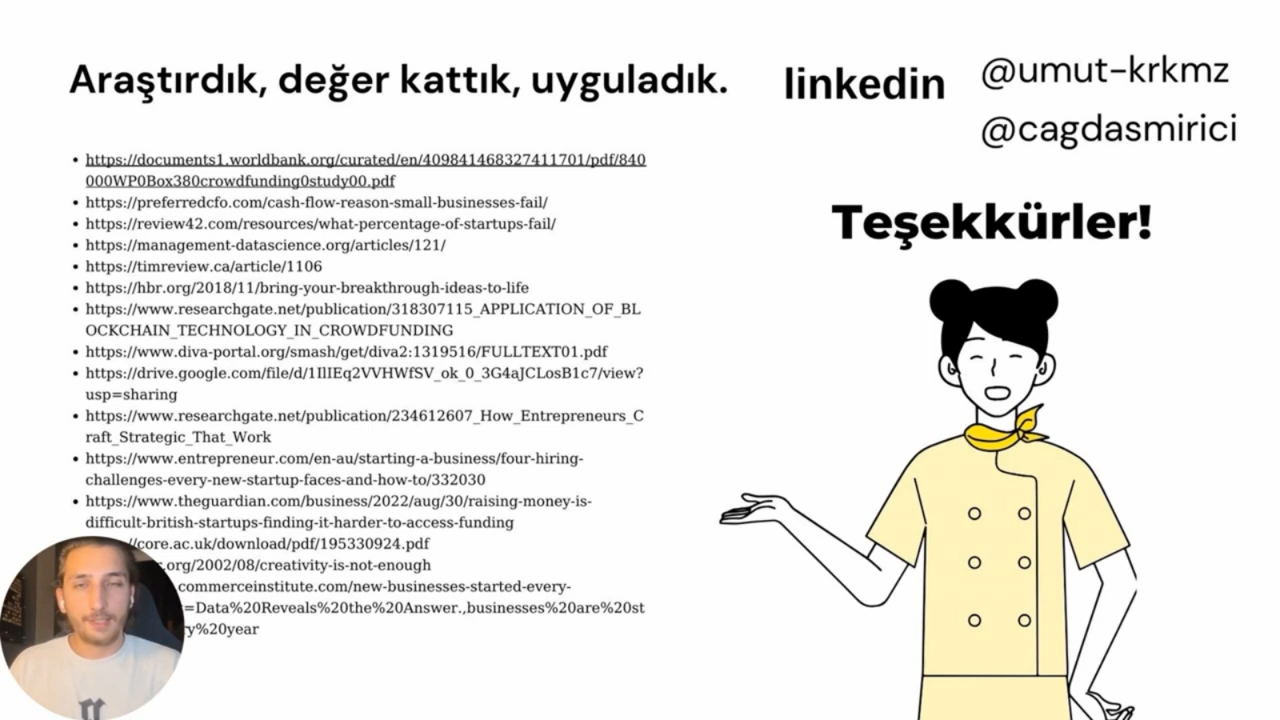 Araştırdık, değer kattık, uyguladık.
linkedin
@umut-krkmz
@cagdasmirici
Teşekkürler!
• https://documents1.worldbank.org/curated/en/409841468327411701/pdf/840
000WP0Box380crowdfunding0study00.pdf
• https://preferredcfo.com/cash-flow-reason-small-businesses-fail/
• https://review42.com/resources/what-percentage-of-startups-fail/
• https://management-datascience.org/articles/121/
• https://timreview.ca/article/1106
• https://hbr.org/2018/11/bring-your-breakthrough-ideas-to-life
• https://www.researchgate.net/publication/318307115_APPLICATION_OF_BL
OCKCHAIN_TECHNOLOGY_IN_CROWDFUNDING
• https://www.diva-portal.org/smash/get/diva2:1319516/FULLTEXT01.pdf
• https://drive.google.com/file/d/1IlIEq2VVHWfSV_ok_0_3G4aJCLosB1c7/view?
usp=sharing
• https://www.researchgate.net/publication/234612607_How_Entrepreneurs_C
raft_Strategic_That_Work
• https://www.entrepreneur.com/en-au/starting-a-business/four-hiring-
challenges-every-new-startup-faces-and-how-to/332030
• https://www.theguardian.com/business/2022/aug/30/raising-money-is-
difficult-british-startups-finding-it-harder-to-access-funding
//core.ac.uk/download/pdf/195330924.pdf
r.org/2002/08/creativity-is-not-enough
commerceinstitute.com/new-businesses-started-every-
=Data%20Reveals%20the%20Answer.,businesses%20are%20st
ry%20year